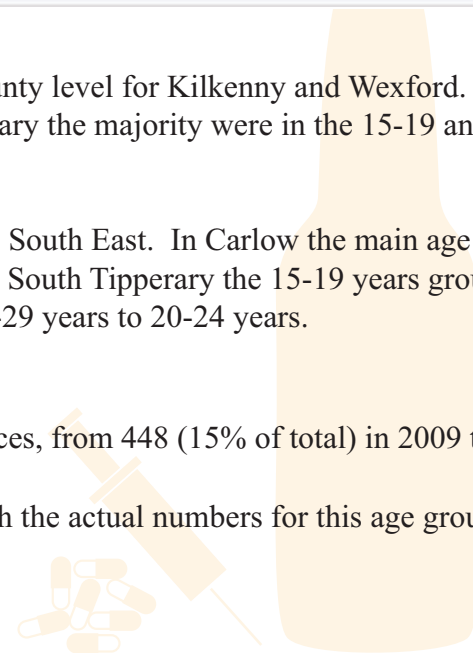 unty level for Kilkenny and Wexford.
ary the majority were in the 15-19 an
South East.  In Carlow the main age
South Tipperary the 15-19 years grou
-29 years to 20-24 years.
ces, from 448 (15% of total) in 2009 t
h the actual numbers for this age grou